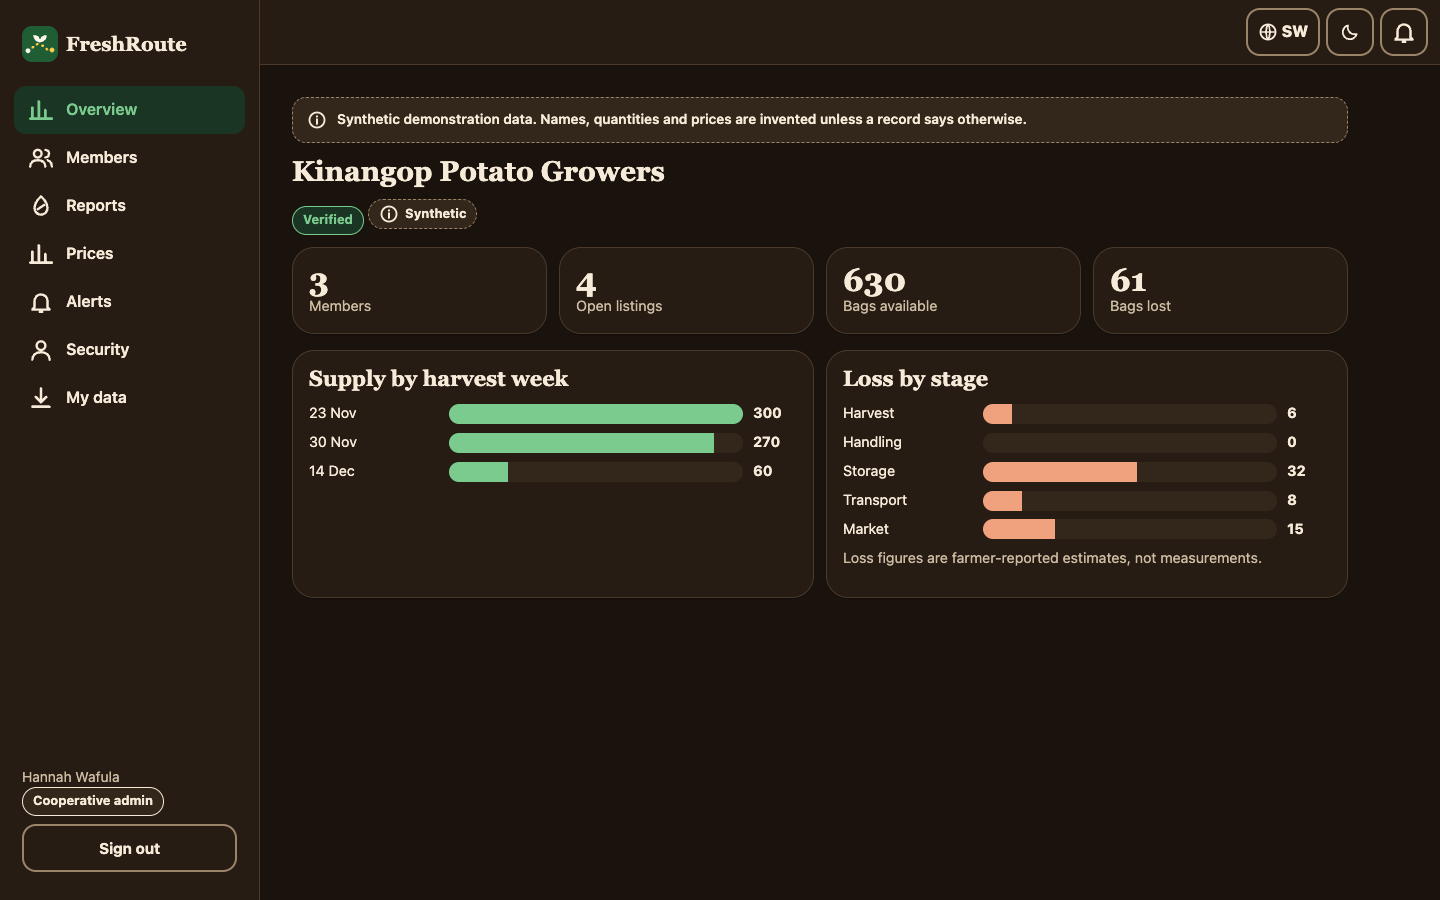 FreshRoute
SW
Overview
Members
Reports
Prices
Alerts
Security
My data
Hannah Wafula
Cooperative admin
Sign out
Synthetic demonstration data. Names, quantities and prices are invented unless a record says otherwise.
Kinangop Potato Growers
Verified
Synthetic
3
Members
4
Open listings
630
Bags available
61
Bags lost
Supply by harvest week
23 Nov 300
30 Nov 270
14 Dec 60
Loss by stage
Harvest 6
Handling 0
Storage 32
Transport 8
Market 15
Loss figures are farmer-reported estimates, not measurements.